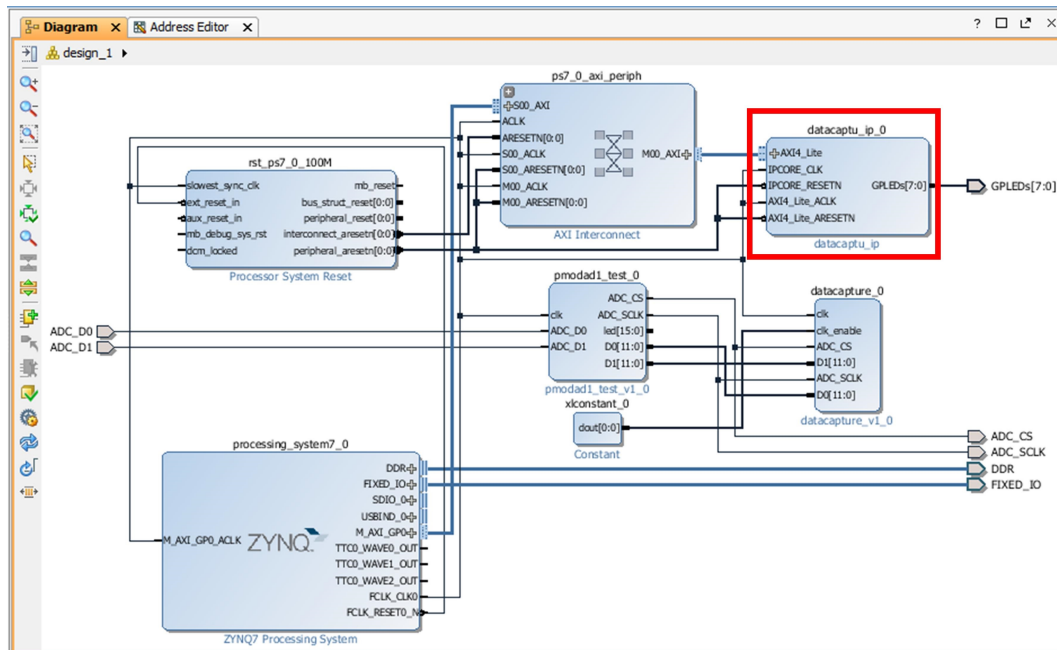 Diagram
Address Editor
design_1
ps7_0_axi_periph
S00_AXI
ACLK
ARESETN[0:0]
S00_ACLK
S00_ARESETN[0:0]
M00_ACLK
M00_ARESETN[0:0]
M00_AXI
AXI Interconnect
rst_ps7_0_100M
slowest_sync_clk
ext_reset_in
aux_reset_in
mb_debug_sys_rst
dcm_locked
mb_reset
bus_struct_reset[0:0]
peripheral_reset[0:0]
interconnect_aresetn[0:0]
peripheral_aresetn[0:0]
Processor System Reset
datacaptu_ip_0
AXI4_Lite
IPCORE_CLK
IPCORE_RESETN
AXI4_Lite_ACLK
AXI4_Lite_ARESETN
GPLEDs[7:0]
datacaptu_ip
GPLEDs[7:0]
ADC_D0
ADC_D1
pmodad1_test_0
clk
ADC_D0
ADC_D1
ADC_CS
ADC_SCLK
led[15:0]
D0[11:0]
D1[11:0]
pmodad1_test_v1_0
datacapture_0
clk
clk_enable
ADC_CS
D1[11:0]
ADC_SCLK
D0[11:0]
datacapture_v1_0
xlconstant_0
dout[0:0]
Constant
processing_system7_0
M_AXI_GP0_ACLK
ZYNQ
DDR
FIXED_IO
SDIO_0
USBIND_0
M_AXI_GP0
TTC0_WAVE0_OUT
TTC0_WAVE1_OUT
TTC0_WAVE2_OUT
FCLK_CLK0
FCLK_RESET0_N
ZYNQ7 Processing System
ADC_CS
ADC_SCLK
DDR
FIXED_IO